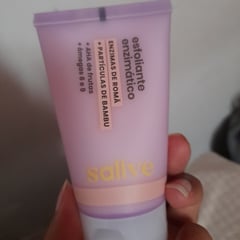 esfoliante
enzimático
ENZIMAS DE ROMÃ
+ PARTÍCULAS DE BAMBU
+ AHA de frutas
+ ômegas 6 e 9
sallve